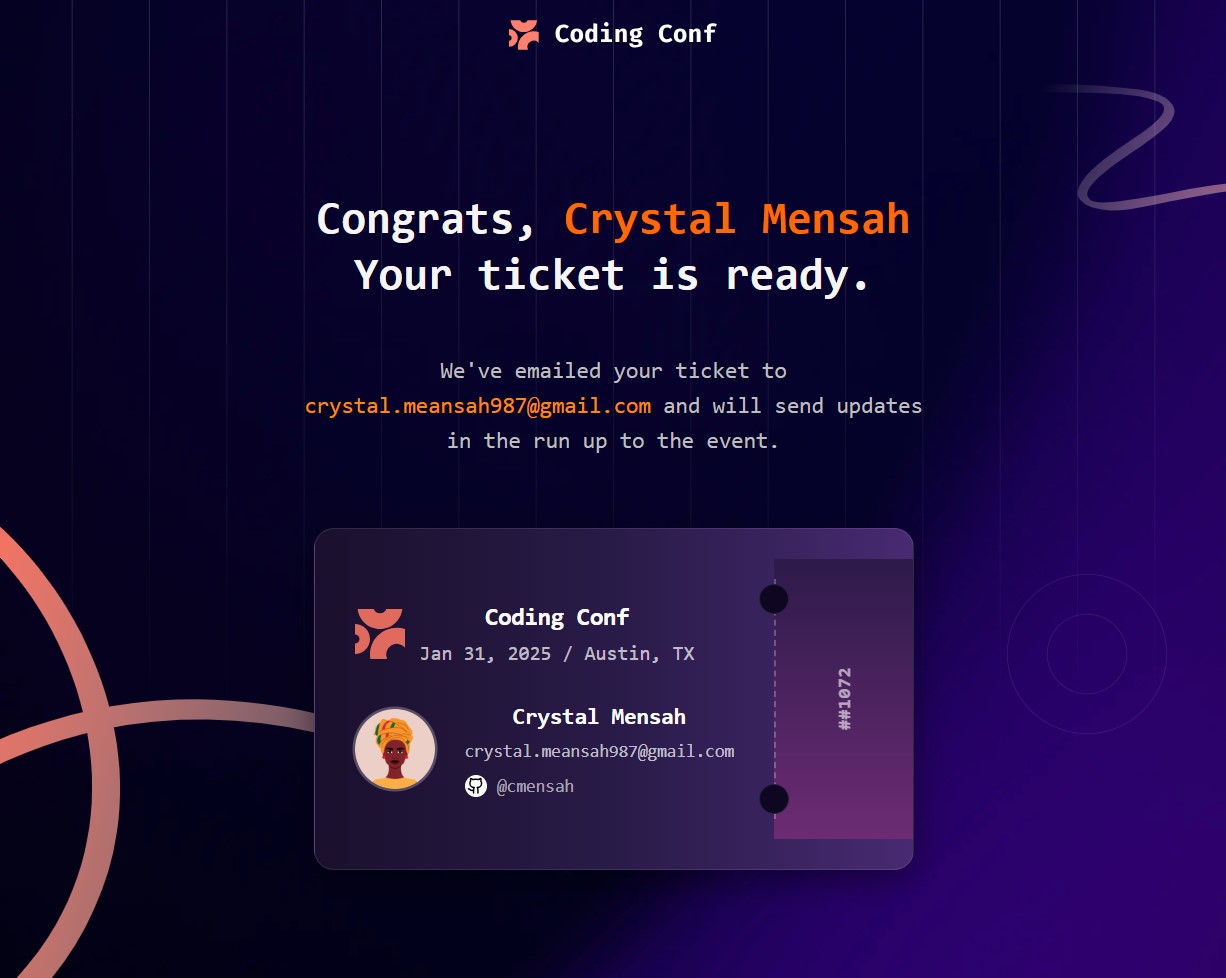 Coding Conf
Congrats, Crystal Mensah
Your ticket is ready.
We've emailed your ticket to
crystal.meansah987@gmail.com and will send updates
in the run up to the event.
Coding Conf
Jan 31, 2025 / Austin, TX
Crystal Mensah
crystal.meansah987@gmail.com
@cmensah
##1072